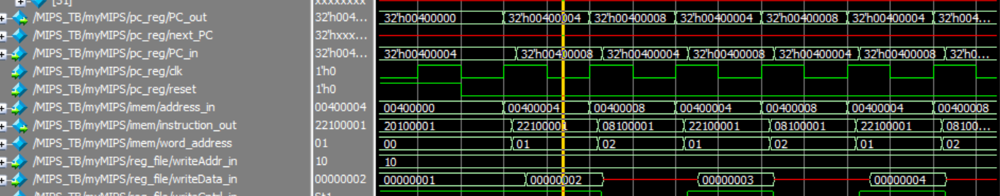 [31] xxxxxxxx
/MIPS_TB/myMIPS/pc_reg/PC_out 32'h004... 32'h00400000 32'h00400004 32'h00400008 32'h00400004 32'h00400008 32'h00400004 32'h004...
/MIPS_TB/myMIPS/pc_reg/next_PC 32'hxxx...
/MIPS_TB/myMIPS/pc_reg/PC_in 32'h004... 32'h00400004 32'h00400008 32'h00400004 32'h00400008 32'h00400004 32'h00400008 32'h0...
/MIPS_TB/myMIPS/pc_reg/clk 1'h0
/MIPS_TB/myMIPS/pc_reg/reset 1'h0
/MIPS_TB/myMIPS/imem/address_in 00400004 00400000 00400004 00400008 00400004 00400008 00400004 00400008
/MIPS_TB/myMIPS/imem/instruction_out 22100001 20100001 22100001 08100001 22100001 08100001 22100001 08100...
/MIPS_TB/myMIPS/imem/word_address 01 00 01 02 01 02 01 02
/MIPS_TB/myMIPS/reg_file/writeAddr_in 10 10
/MIPS_TB/myMIPS/reg_file/writeData_in 00000002 00000001 00000002 00000003 00000004